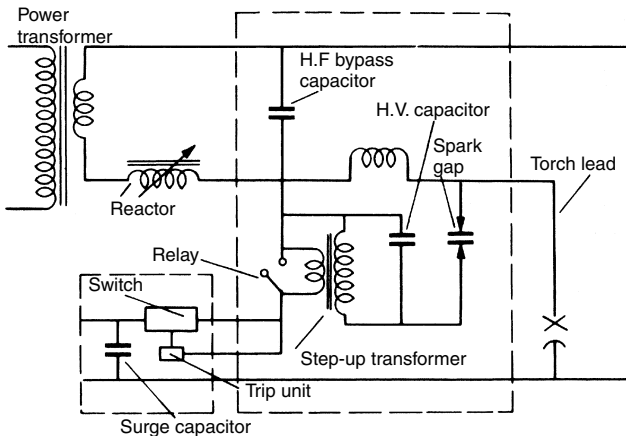 Power
transformer
H.F bypass
capacitor
H.V. capacitor
Spark
gap
Torch lead
Reactor
Relay
Switch
Step-up transformer
Trip unit
Surge capacitor